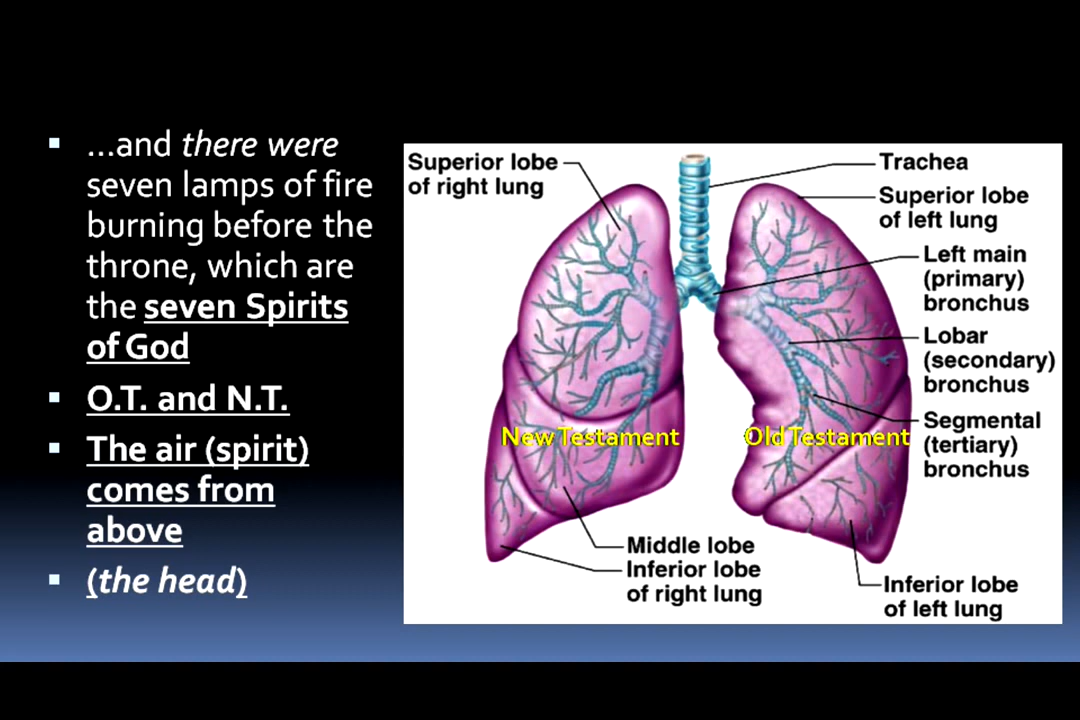 ...and there were
seven lamps of fire
burning before the
throne, which are
the seven Spirits
of God
O.T. and N.T.
The air (spirit)
comes from
above
(the head)
Superior lobe
of right lung
Trachea
Superior lobe
of left lung
Left main
(primary)
bronchus
Lobar
(secondary)
bronchus
Segmental
(tertiary)
bronchus
New Testament
Old Testament
Middle lobe
Inferior lobe
of right lung
Inferior lobe
of left lung